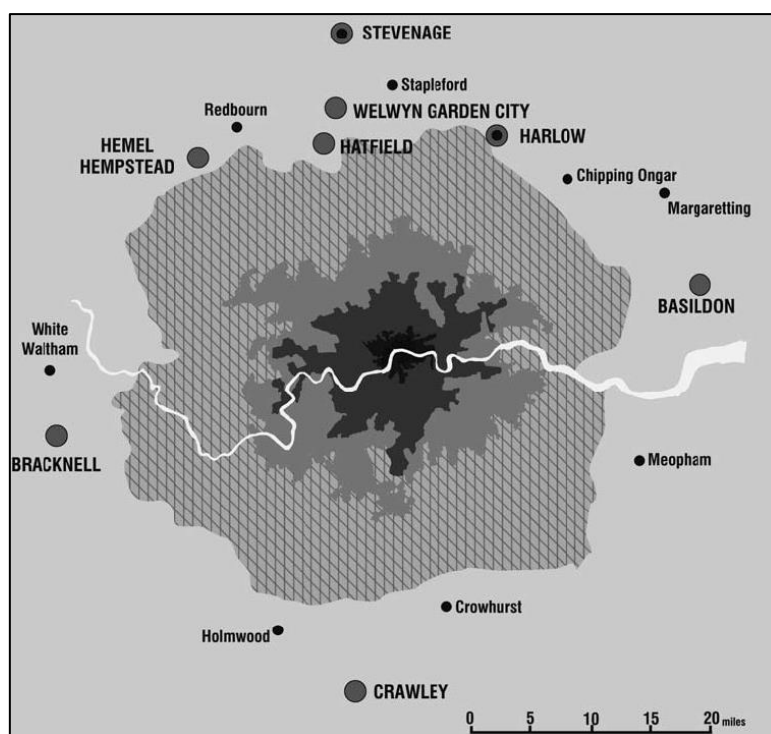 STEVENAGE
Stapleford
WELWYN GARDEN CITY
Redbourn
HARLOW
HATFIELD
HEMEL
HEMPSTEAD
Chipping Ongar
Margaretting
BASILDON
White
Waltham
BRACKNELL
Meopham
Crowhurst
Holmwood
CRAWLEY
0 5 10 15 20 miles